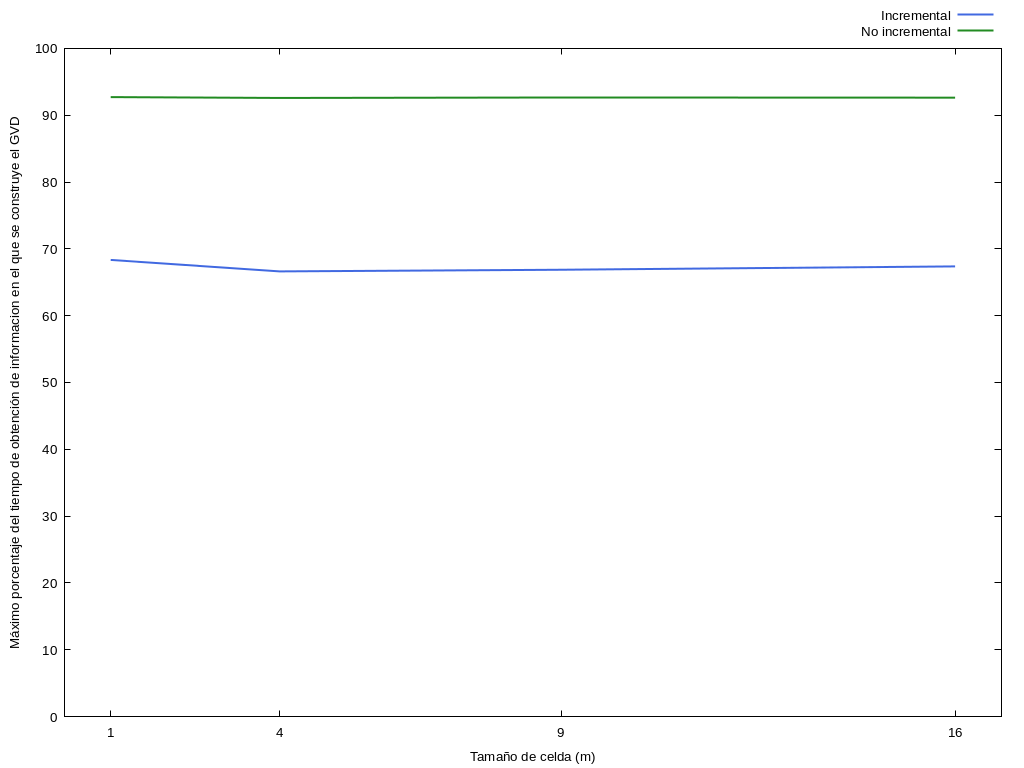 Incremental
No incremental
100
90
80
70
60
50
40
30
20
10
0
1 4 9 16
Tamaño de celda (m)
Máximo porcentaje del tiempo de obtención de informacion en el que se construye el GVD